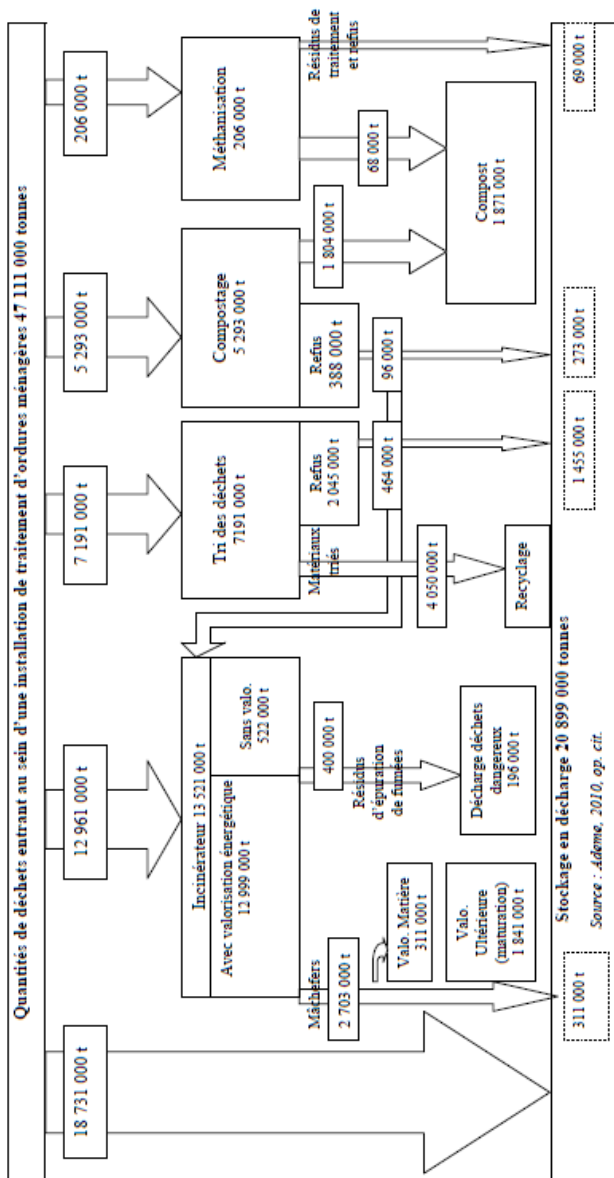 Quantités de déchets entrant au sein d'une installation de traitement d'ordures ménagères 47 111 000 tonnes
18 731 000 t
12 961 000 t
7 191 000 t
5 293 000 t
206 000 t
Incinérateur 13 521 000 t
Avec valorisation énergétique
12 999 000 t
Sans valo.
522 000 t
Tri des déchets
7191 000 t
Refus
2 045 000 t
Compostage
5 293 000 t
Refus
388 000 t
Méthanisation
206 000 t
Mâchefers
2 703 000 t
400 000 t
Résidus
d'épuration
de fumées
Matériaux
triés
4 050 000 t
464 000 t
96 000 t
1 804 000 t
68 000 t
Résidus de
traitement
et refus
Valo. Matière
311 000 t
Valo.
Ultérieure
(maturation)
1 841 000 t
Décharge déchets
dangereux
196 000 t
Recyclage
Compost
1 871 000 t
Stockage en décharge 20 899 000 tonnes
311 000 t
1 455 000 t
273 000 t
69 000 t
Source : Ademe, 2010, op. cit.